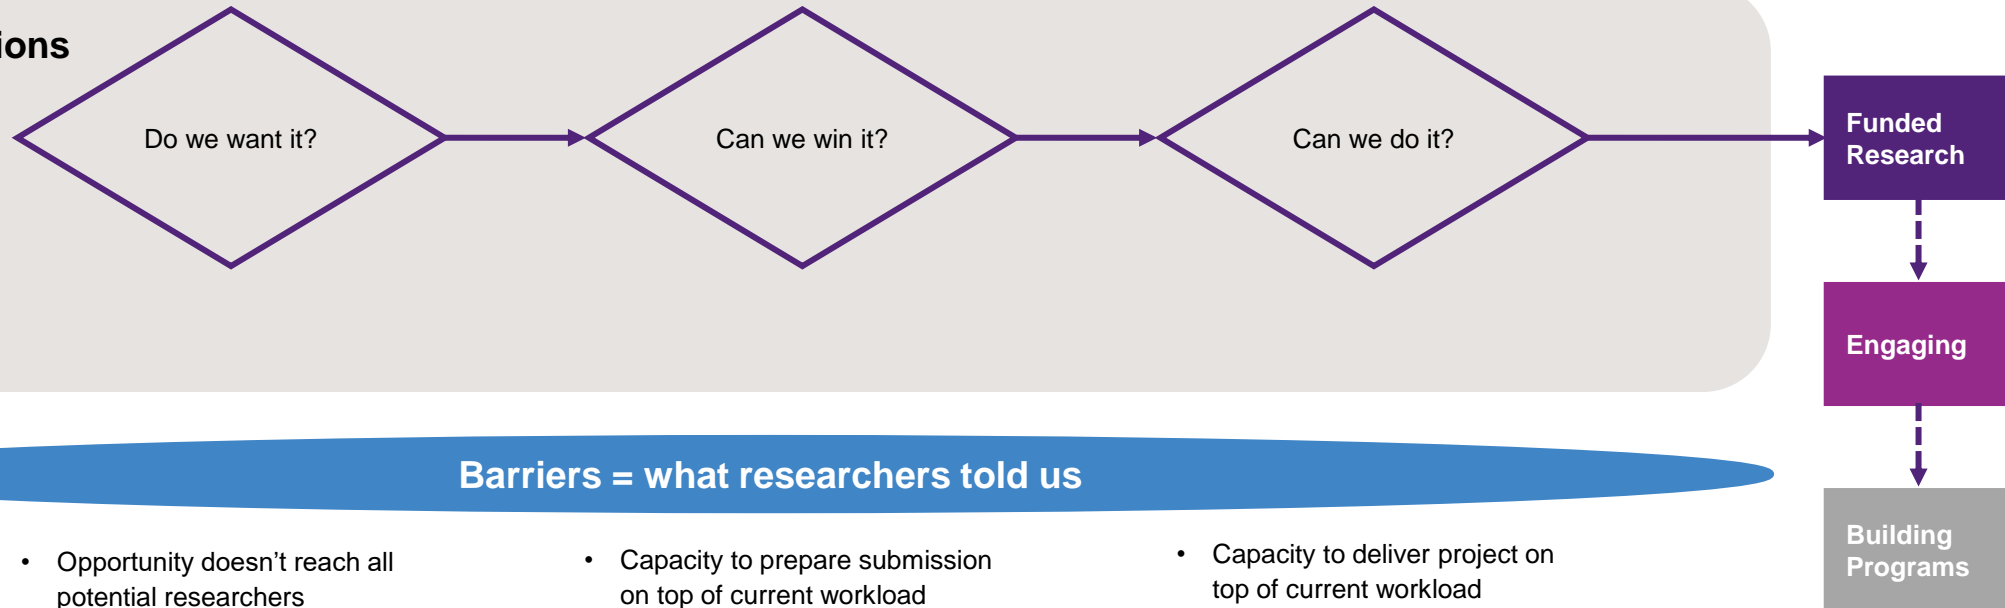 ions
Do we want it?
Can we win it?
Can we do it?
Funded
Research
Engaging
Barriers = what researchers told us
Building
Programs
• Opportunity doesn’t reach all
potential researchers
• Capacity to prepare submission
on top of current workload
• Capacity to deliver project on
top of current workload